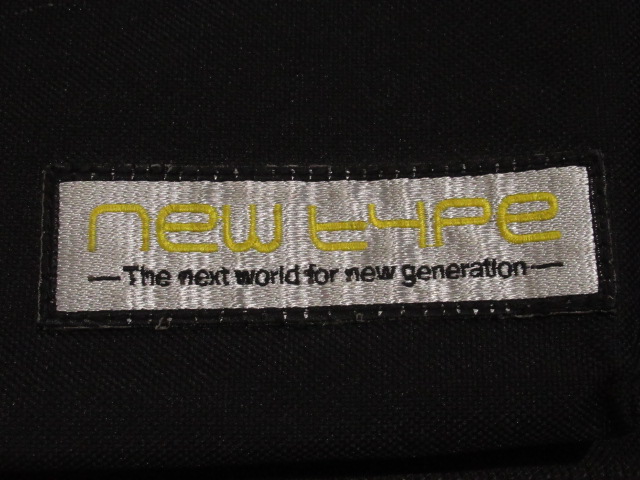 new type
—The next world for new generation—